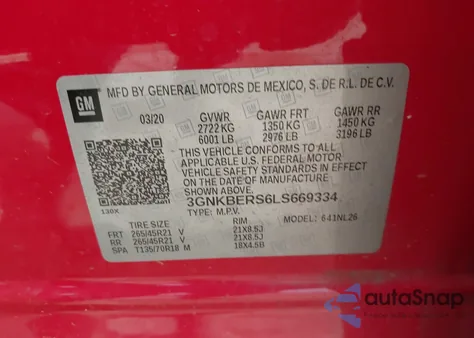 GM
MFD BY GENERAL MOTORS DE MEXICO, S. DE R.L. DE C.V.
03/20 GVWR GAWR FRT GAWR RR
2722 KG 1350 KG 1450 KG
6001 LB 2976 LB 3196 LB
THIS VEHICLE CONFORMS TO ALL
APPLICABLE U.S. FEDERAL MOTOR
VEHICLE SAFETY STANDARDS IN
EFFECT ON THE DATE OF
MANUFACTURE SHOWN ABOVE.
3GNKBERS6LS669334
130X TYPE: M.P.V. MODEL: 641NL26
TIRE SIZE RIM
FRT 265/45R21 V 21X8.5J
RR 265/45R21 V 21X8.5J
SPA T135/70R18 M 18X4.5B
autaSnap